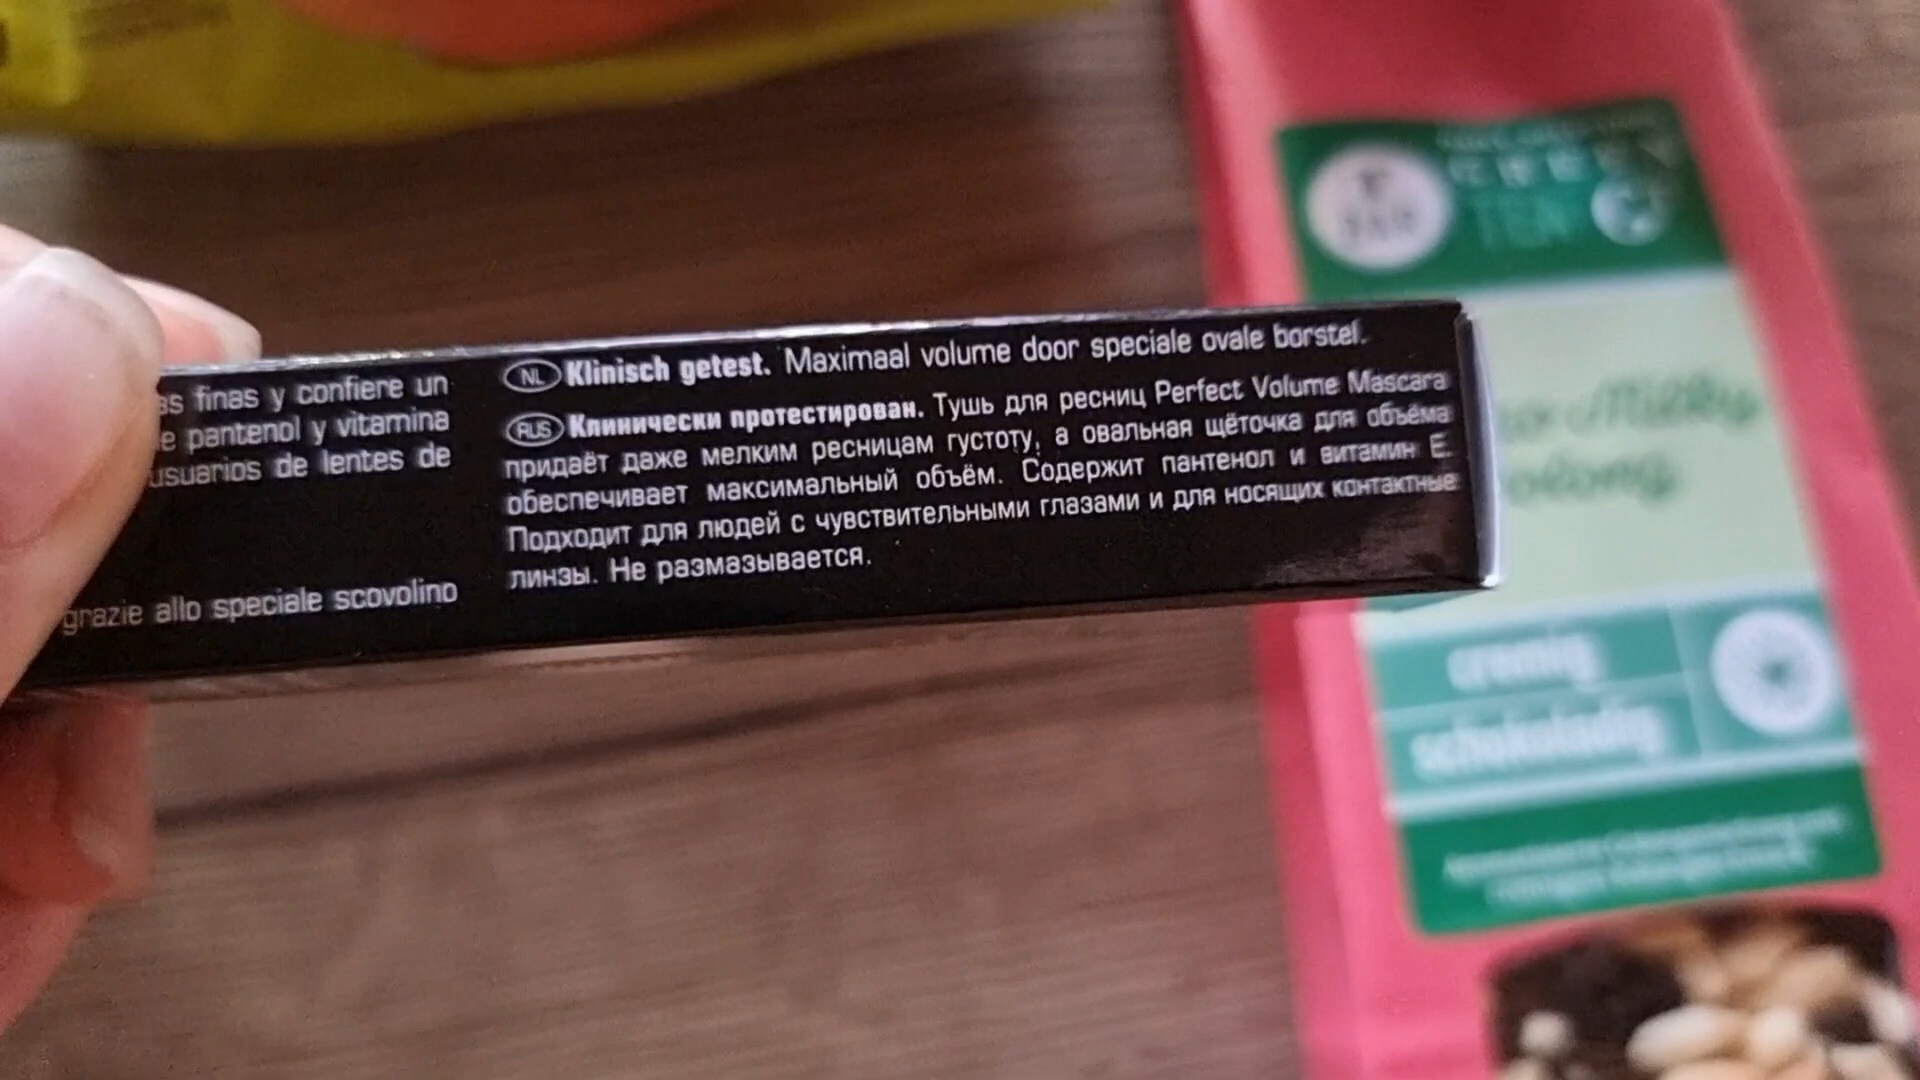 finas y confiere un
pantenol y vitamina
usuarios de lentes de
grazie allo speciale scovolino
NL Klinisch getest. Maximaal volume door speciale ovale borstel.
RUS Клинически протестирован. Тушь для ресниц Perfect Volume Mascara
придаёт даже мелким ресницам густоту, а овальная щёточка для объёма
обеспечивает максимальный объём. Содержит пантенол и витамин Е.
Подходит для людей с чувствительными глазами и для носящих контактные
линзы. Не размазывается.
cremig
schokoladig